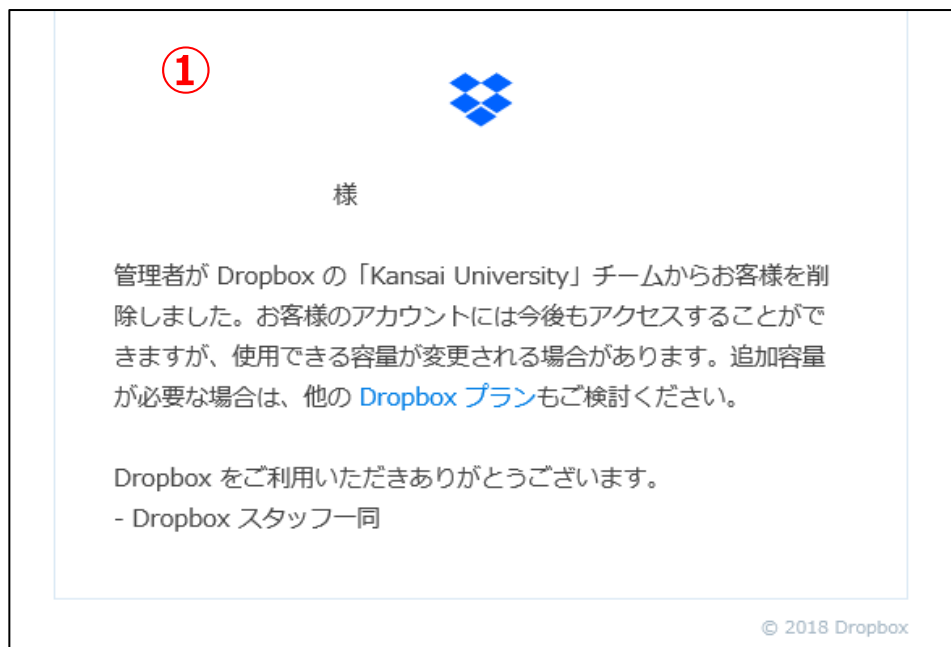 ①
様
管理者が Dropbox の「Kansai University」チームからお客様を削
除しました。お客様のアカウントには今後もアクセスすることがで
きますが、使用できる容量が変更される場合があります。追加容量
が必要な場合は、他の Dropbox プランもご検討ください。
Dropbox をご利用いただきありがとうございます。
- Dropbox スタッフ一同
© 2018 Dropbox